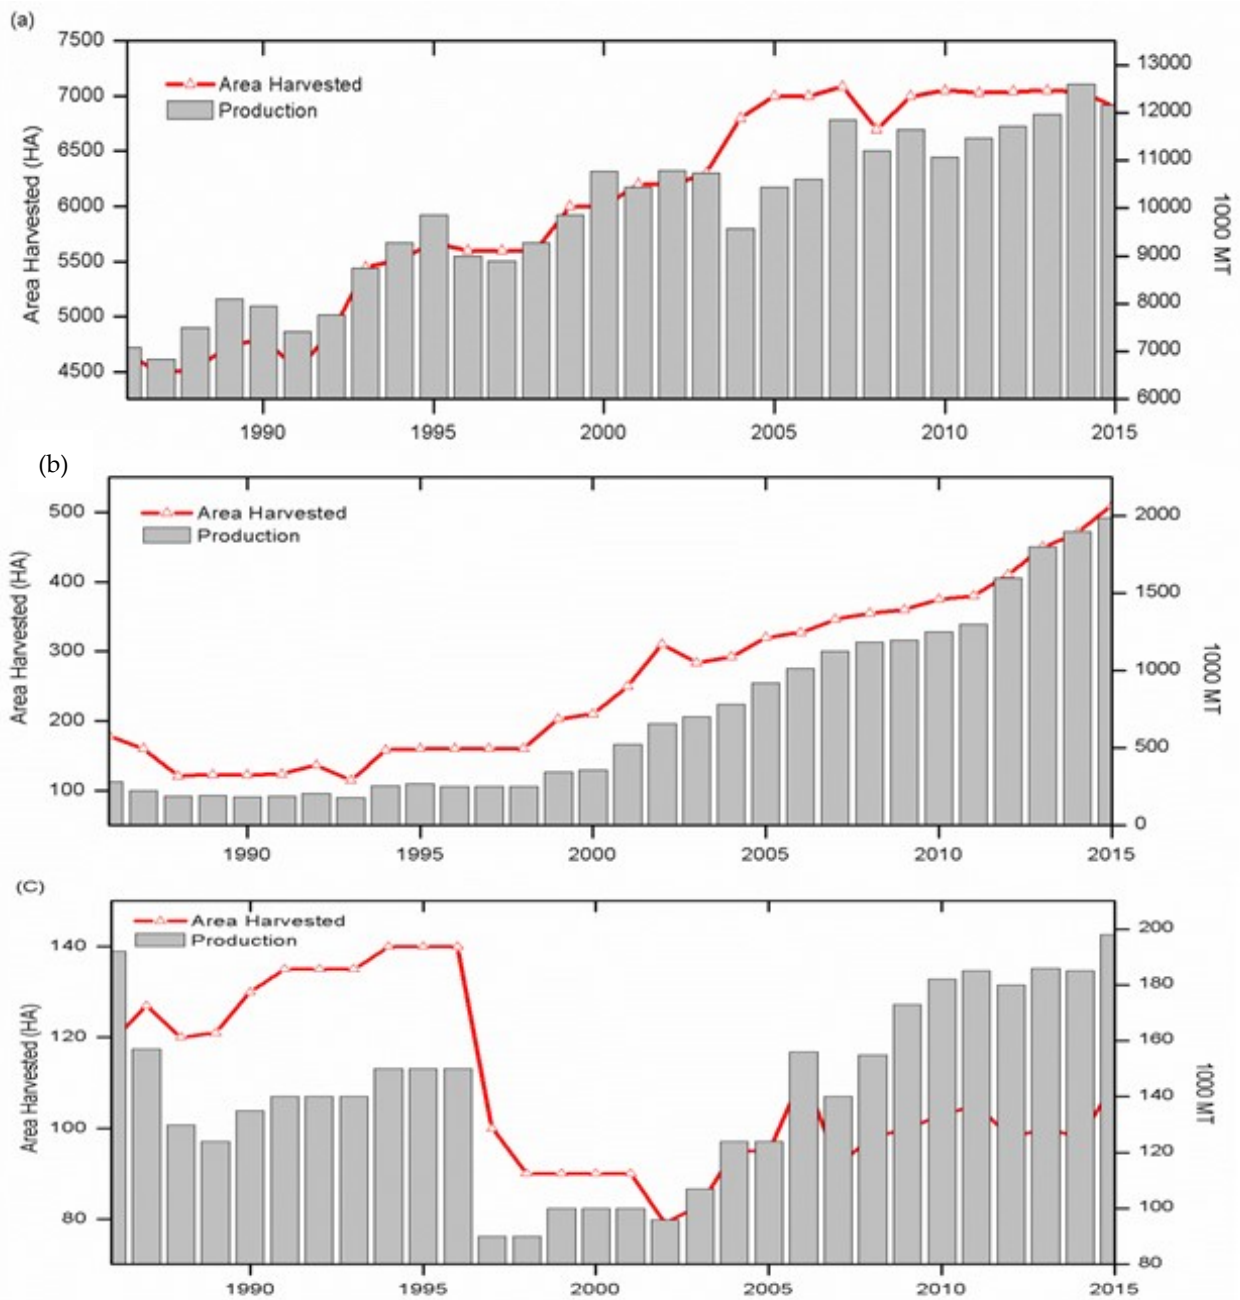 (a)
7500
7000
6500
6000
5500
5000
4500
Area Harvested (HA)
Area Harvested
Production
13000
12000
11000
10000
9000
8000
7000
6000
1000 MT
1990 1995 2000 2005 2010 2015
(b)
500
400
300
200
100
Area Harvested (HA)
Area Harvested
Production
2000
1500
1000
500
0
1000 MT
1990 1995 2000 2005 2010 2015
(C)
140
120
100
80
Area Harvested (HA)
Area Harvested
Production
200
180
160
140
120
100
80
1000 MT
1990 1995 2000 2005 2010 2015